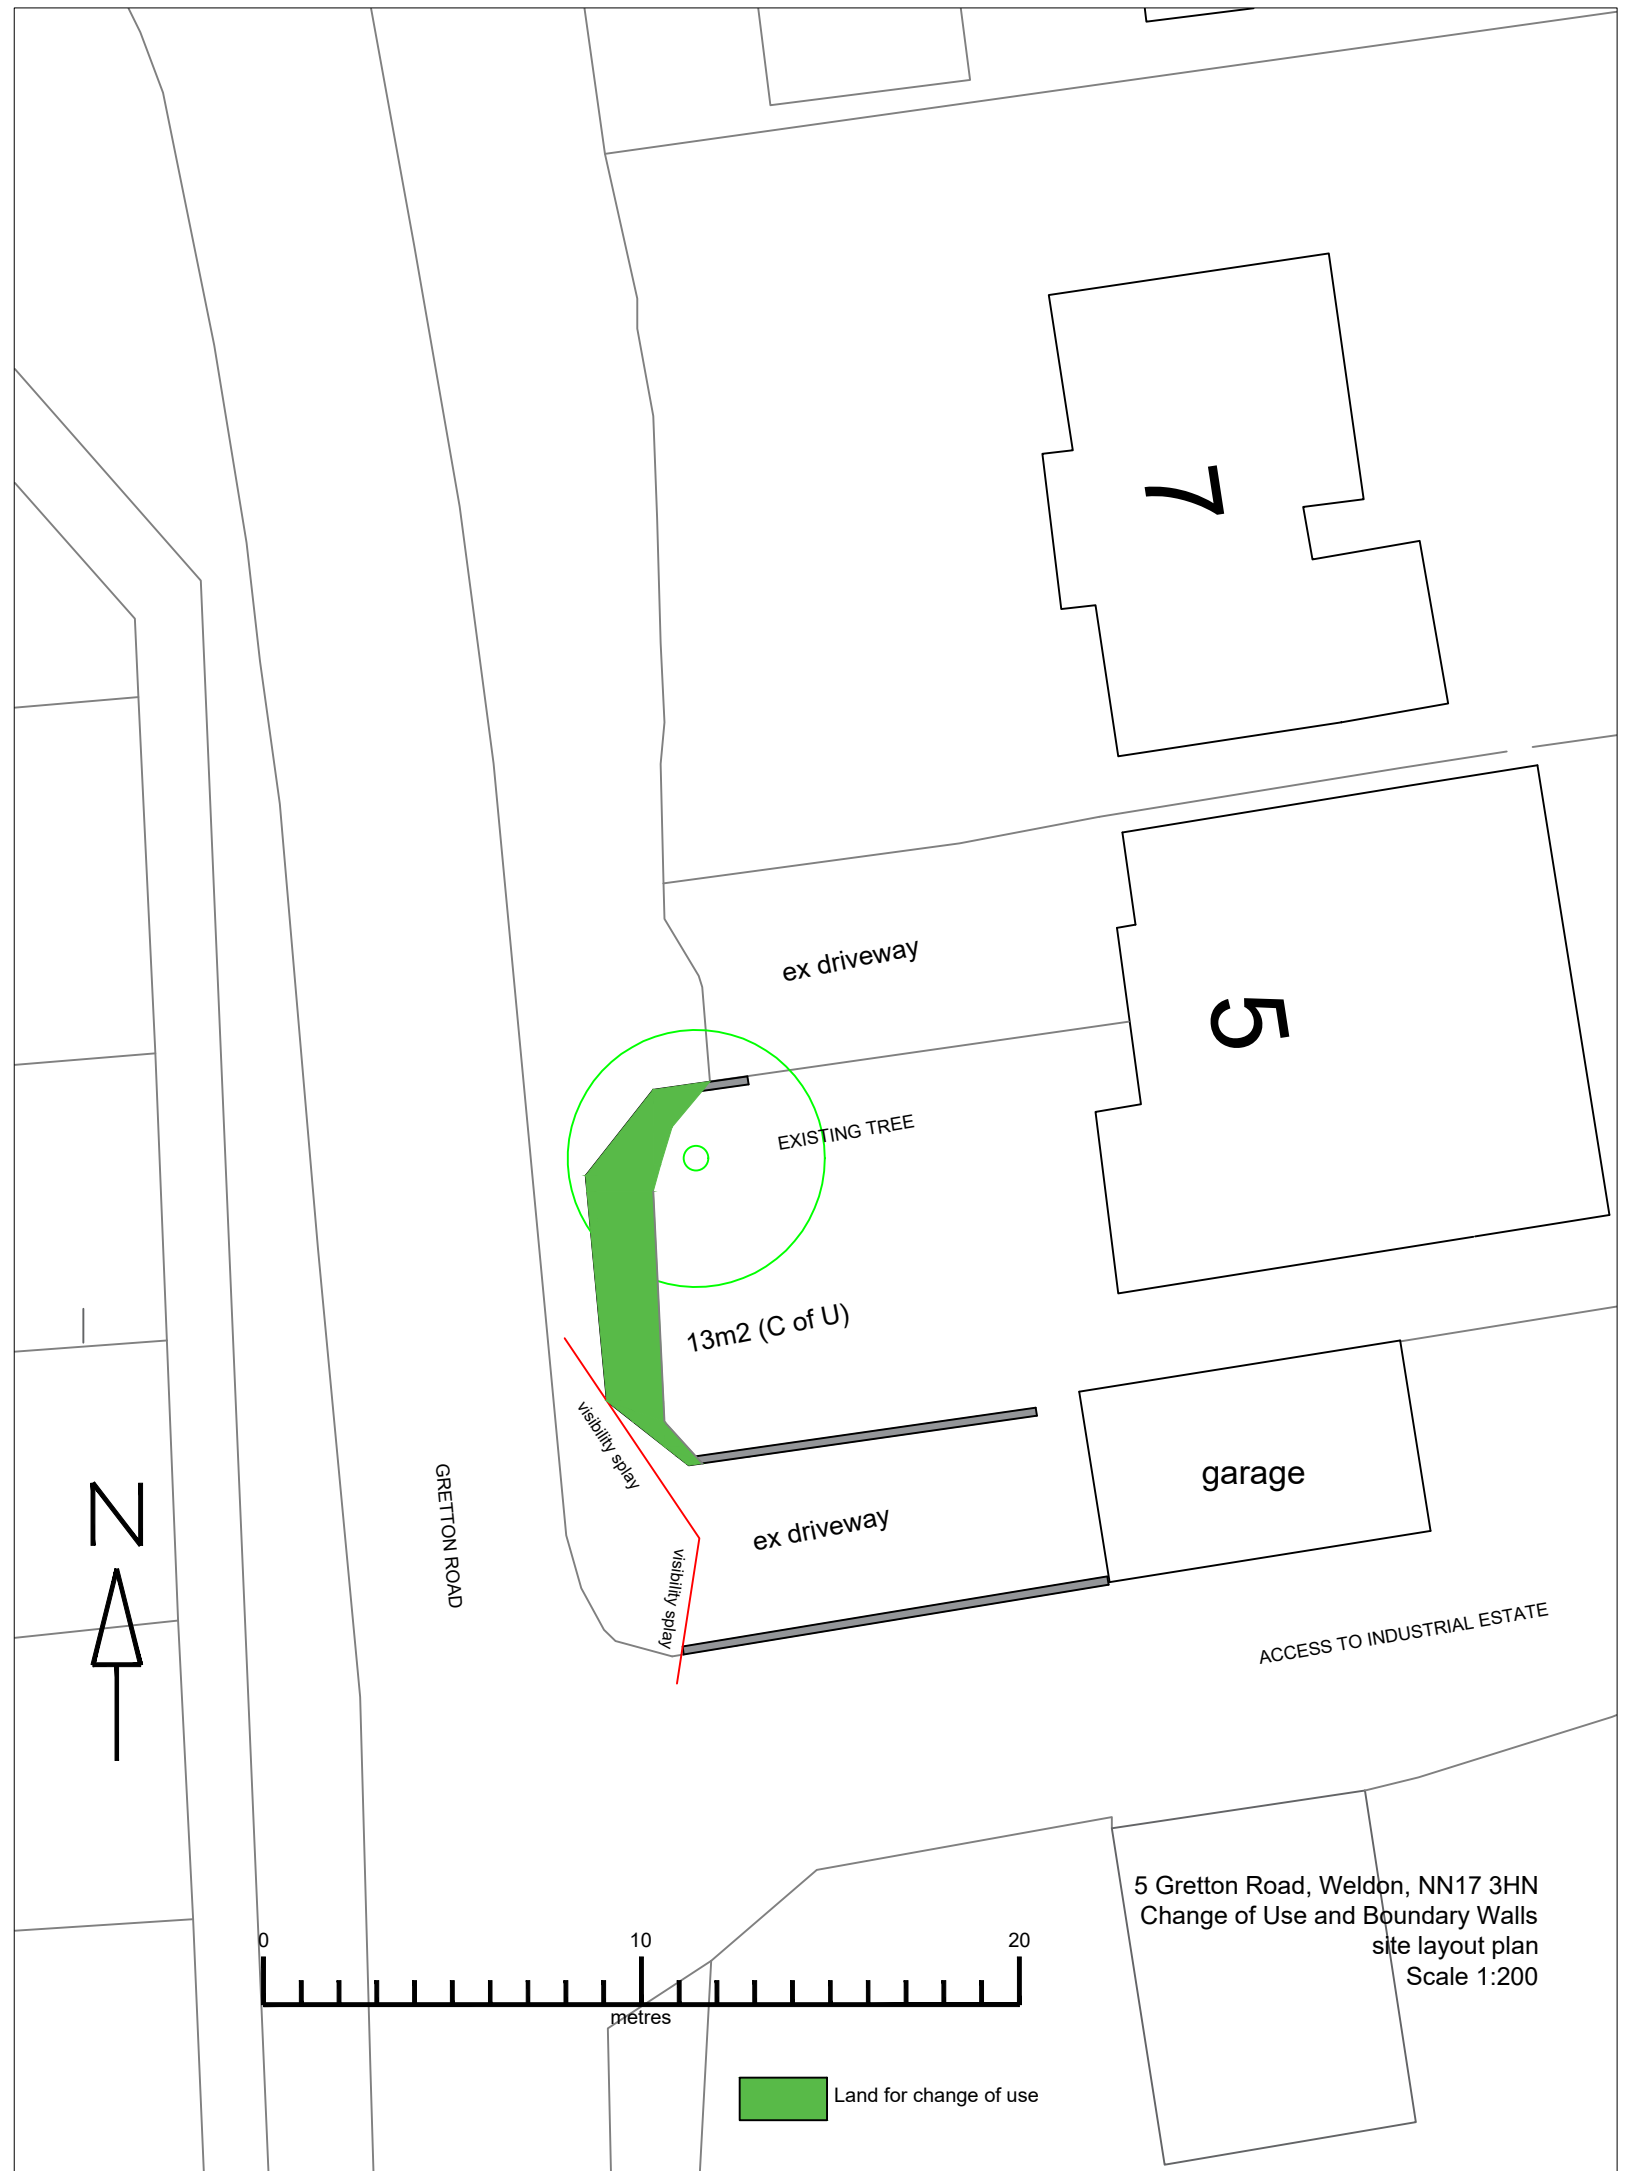 7
ex driveway
5
EXISTING TREE
13m2 (C of U)
visibility splay
GRETTON ROAD
garage
N
ex driveway
visibility splay
ACCESS TO INDUSTRIAL ESTATE
5 Gretton Road, Weldon, NN17 3HN
Change of Use and Boundary Walls
site layout plan
Scale 1:200
0 10 20
metres
Land for change of use